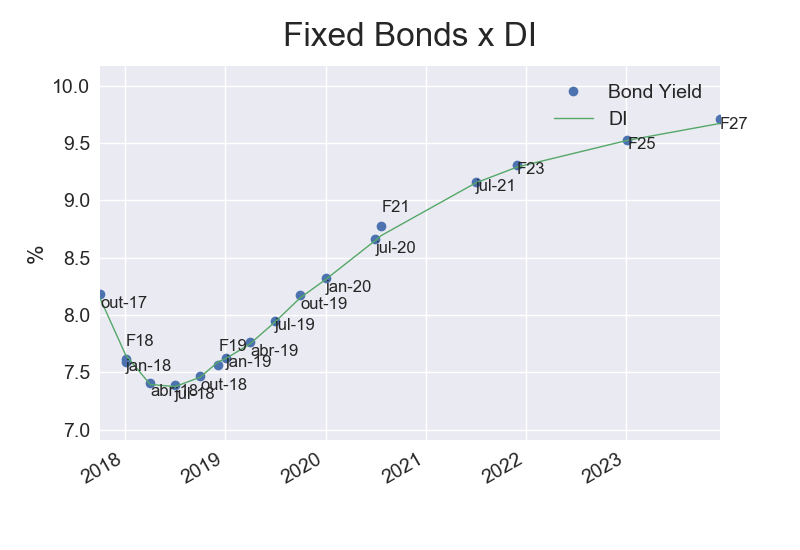 Fixed Bonds x DI
Bond Yield
DI
%
10.0
9.5
9.0
8.5
8.0
7.5
7.0
out-17
F18
jan-18
abr-18
jul-18
out-18
F19
jan-19
abr-19
jul-19
out-19
jan-20
jul-20
F21
jul-21
F23
F25
F27
2018
2019
2020
2021
2022
2023